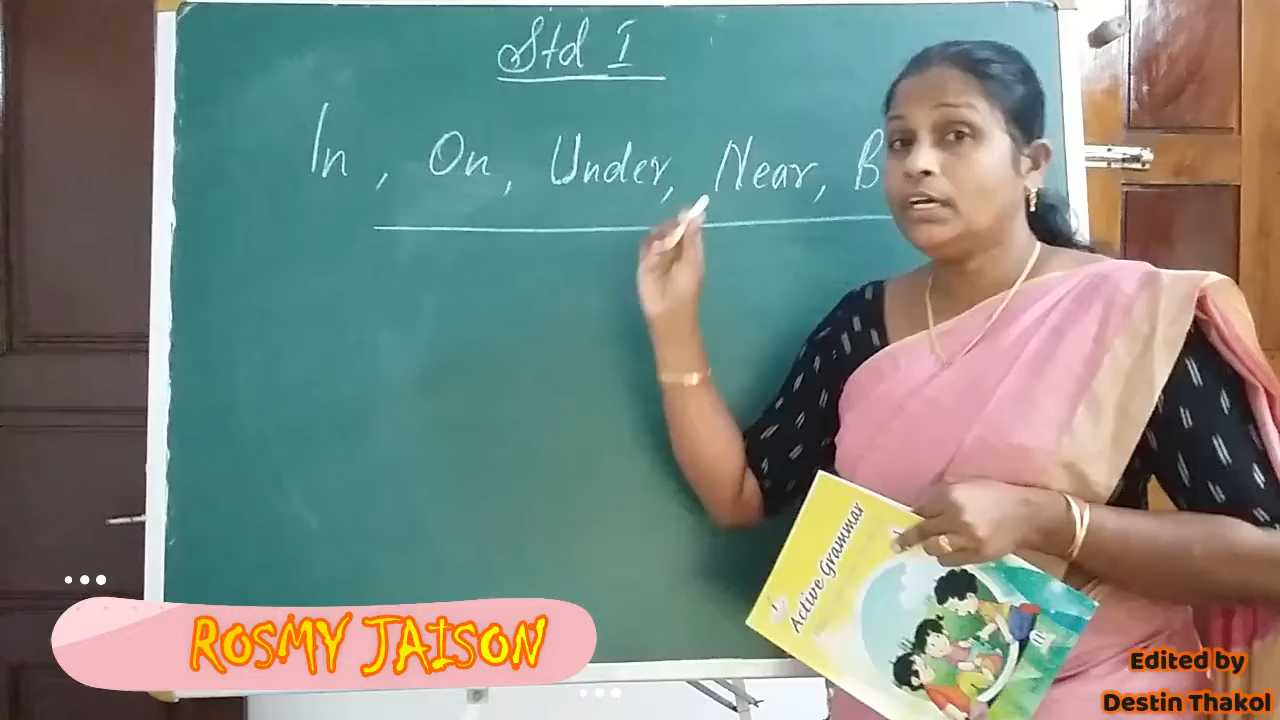 Std I
In, On, Under, Near, B
Active Grammar
ROSMY JAISON
Edited by
Destin Thakol